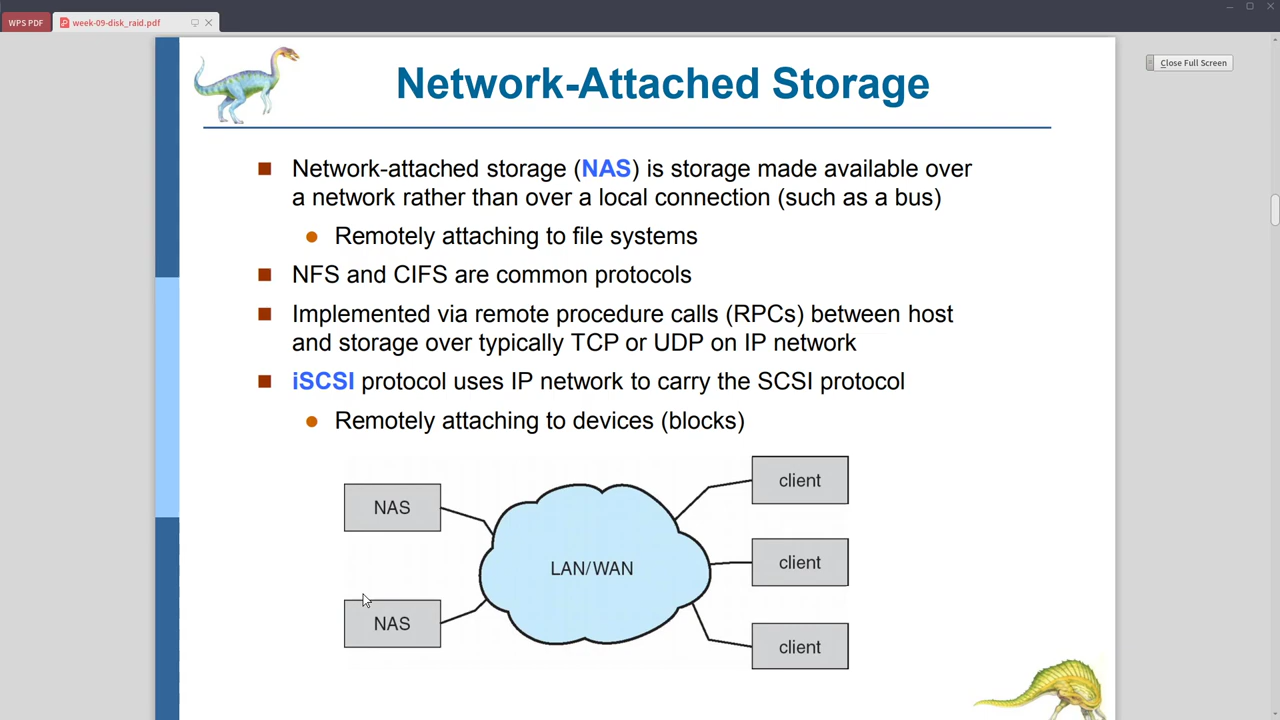 WPS PDF
week-09-disk_raid.pdf
Close Full Screen
Network-Attached Storage
Network-attached storage (NAS) is storage made available over
a network rather than over a local connection (such as a bus)
Remotely attaching to file systems
NFS and CIFS are common protocols
Implemented via remote procedure calls (RPCs) between host
and storage over typically TCP or UDP on IP network
iSCSI protocol uses IP network to carry the SCSI protocol
Remotely attaching to devices (blocks)
client
NAS
client
LAN/WAN
NAS
client